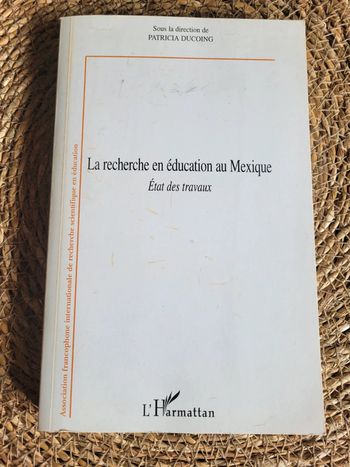 Sous la direction de
PATRICIA DUCOING
La recherche en éducation au Mexique
État des travaux
Association francophone internationale de recherche scientifique en éducation
L'Harmattan